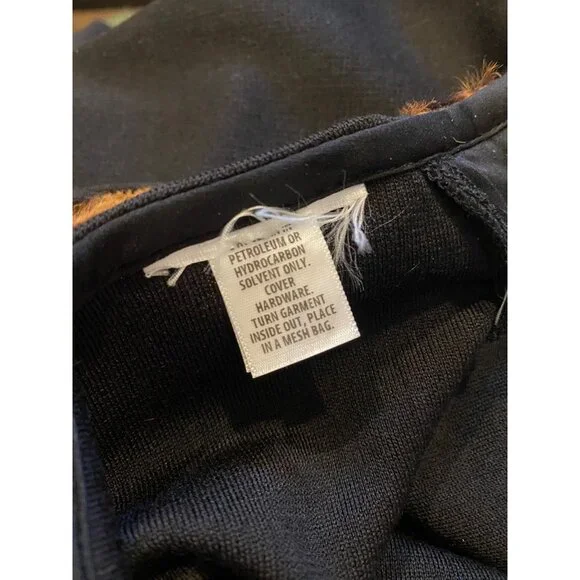 PETROLEUM OR
HYDROCARBON
SOLVENT ONLY.
COVER
HARDWARE.
TURN GARMENT
INSIDE OUT, PLACE
IN A MESH BAG.